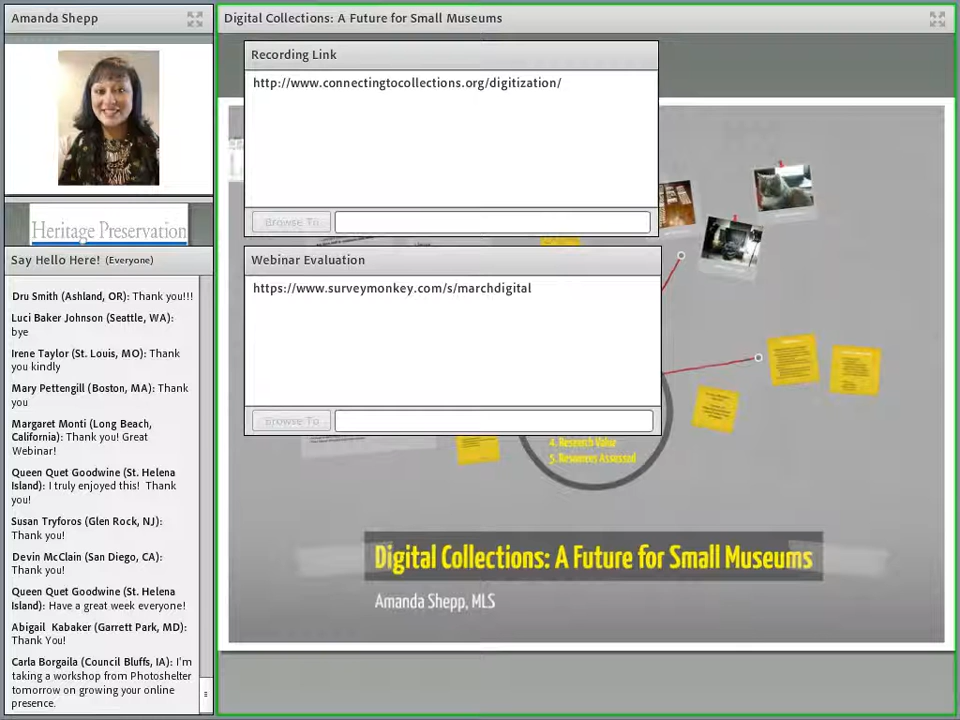 Amanda Shepp
Digital Collections: A Future for Small Museums
Recording Link
http://www.connectingtocollections.org/digitization/
Browse To
Heritage Preservation
Say Hello Here! (Everyone)
Webinar Evaluation
https://www.surveymonkey.com/s/marchdigital
Browse To
Dru Smith (Ashland, OR): Thank you!!!
Luci Baker Johnson (Seattle, WA):
bye
Irene Taylor (St. Louis, MO): Thank
you kindly
Mary Pettengill (Boston, MA): Thank
you
Margaret Monti (Long Beach,
California): Thank you! Great
Webinar!
Queen Quet Goodwine (St. Helena
Island): I truly enjoyed this! Thank
you!
Susan Tryforos (Glen Rock, NJ):
Thank you!
Devin McClain (San Diego, CA):
Thank you!
Queen Quet Goodwine (St. Helena
Island): Have a great week everyone!
Abigail Kabaker (Garrett Park, MD):
Thank You!
Carla Borgaila (Council Bluffs, IA): I'm
taking a workshop from Photoshelter
tomorrow on growing your online
presence.
4. Research Value
5. Resources Assessed
Digital Collections: A Future for Small Museums
Amanda Shepp, MLS